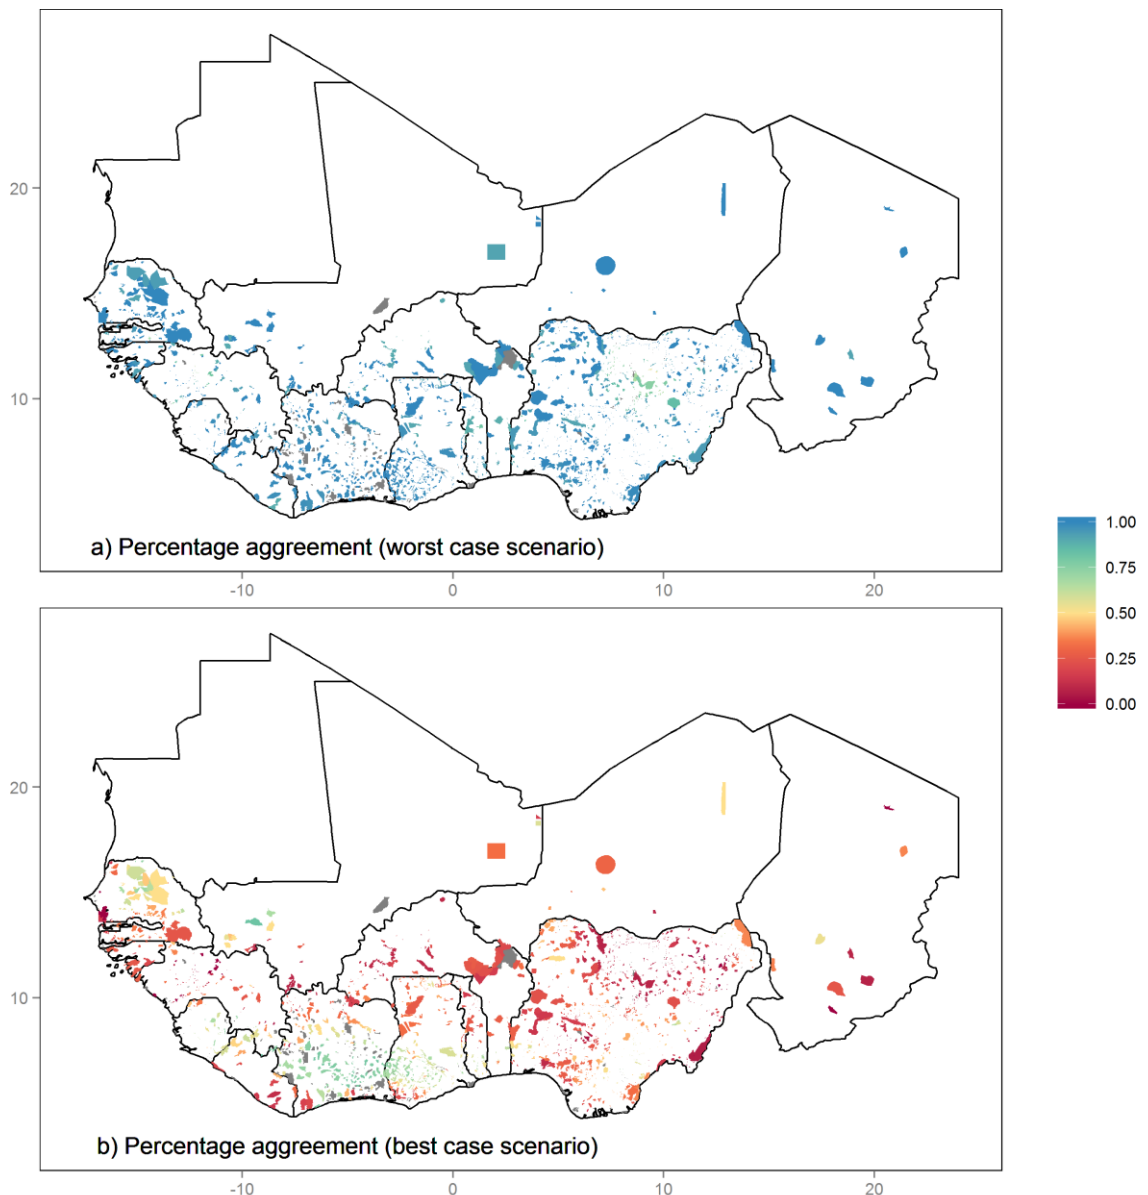 20
10
a) Percentage aggreement (worst case scenario)
-10 0 10 20
1.00
0.75
0.50
0.25
0.00
20
10
b) Percentage aggreement (best case scenario)
-10 0 10 20